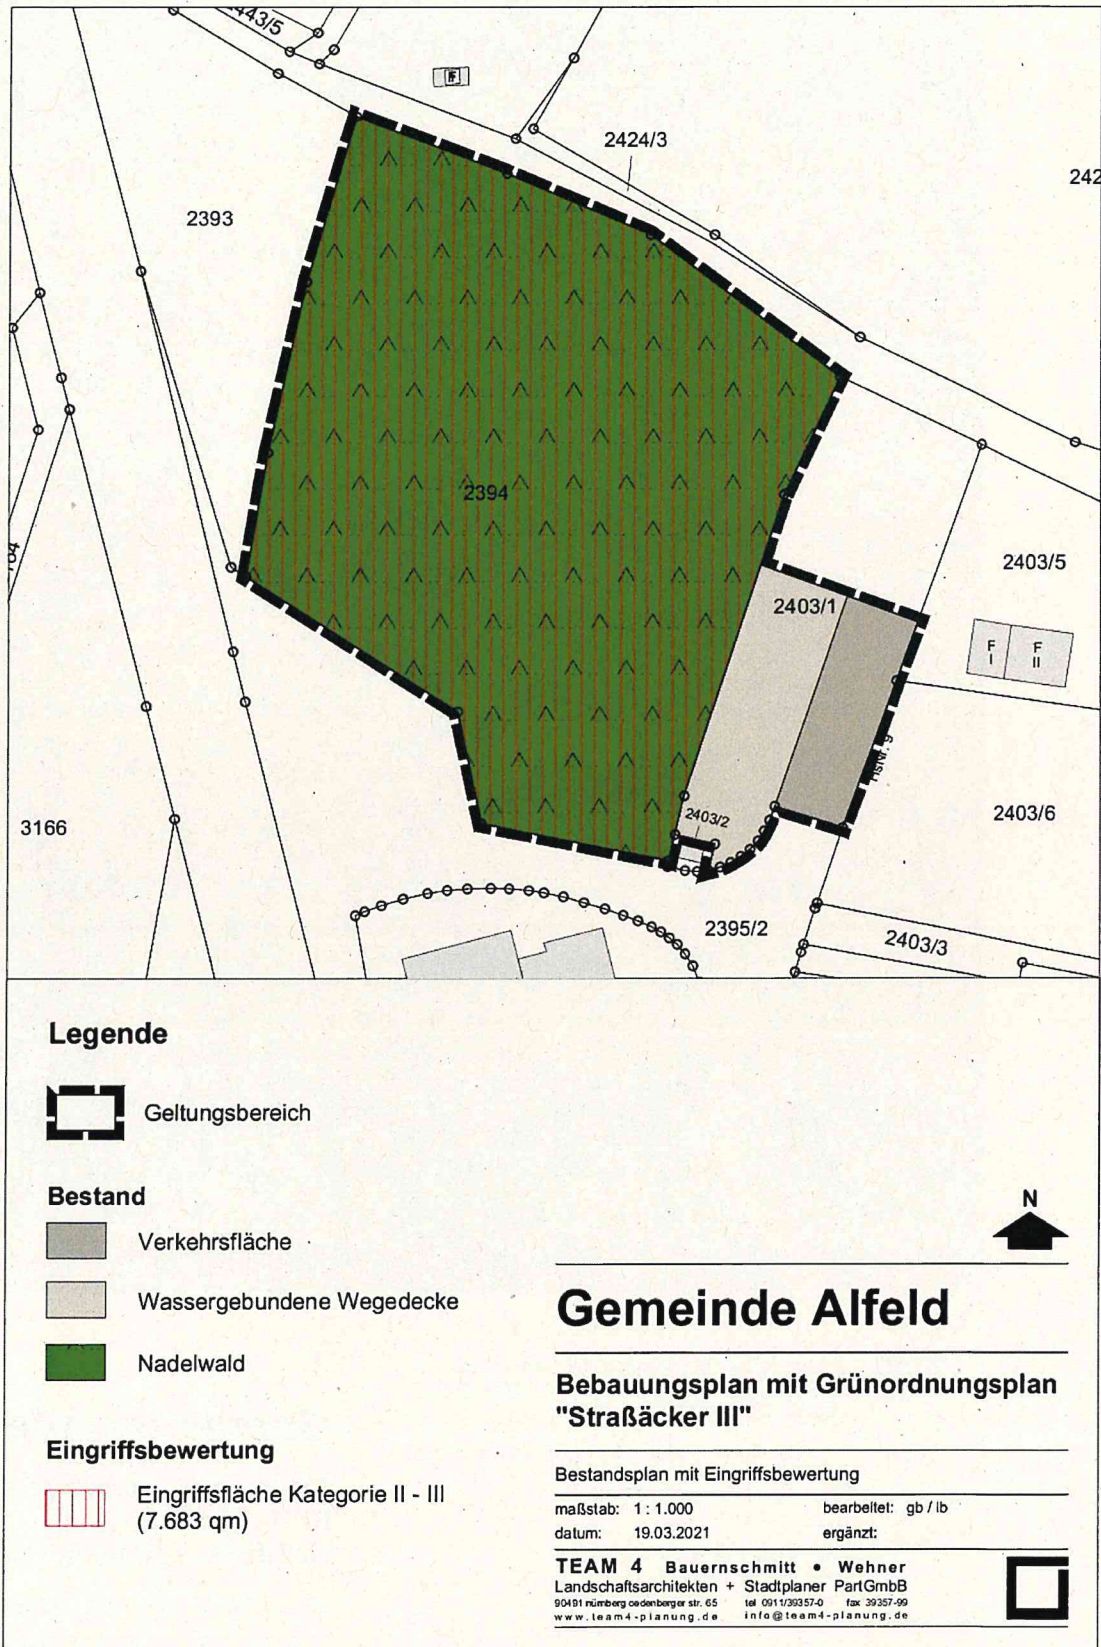 2443/5
F
2424/3
2393
2394
2403/1
2403/5
F
I
F
II
HsNr. 9
2403/2
3166
2403/6
2395/2
2403/3
Legende
Geltungsbereich
Bestand
Verkehrsfläche
Wassergebundene Wegedecke
Nadelwald
Eingriffsbewertung
Eingriffsfläche Kategorie II - III
(7.683 qm)
N
Gemeinde Alfeld
Bebauungsplan mit Grünordnungsplan
"Straßäcker III"
Bestandsplan mit Eingriffsbewertung
maßstab: 1 : 1.000 bearbeitet: gb / lb
datum: 19.03.2021 ergänzt:
TEAM 4 Bauernschmitt • Wehner
Landschaftsarchitekten + Stadtplaner PartGmbB
90491 nürnberg oedenberger str. 65 tel 0911/39357-0 fax 39357-99
www.team4-planung.de info@team4-planung.de